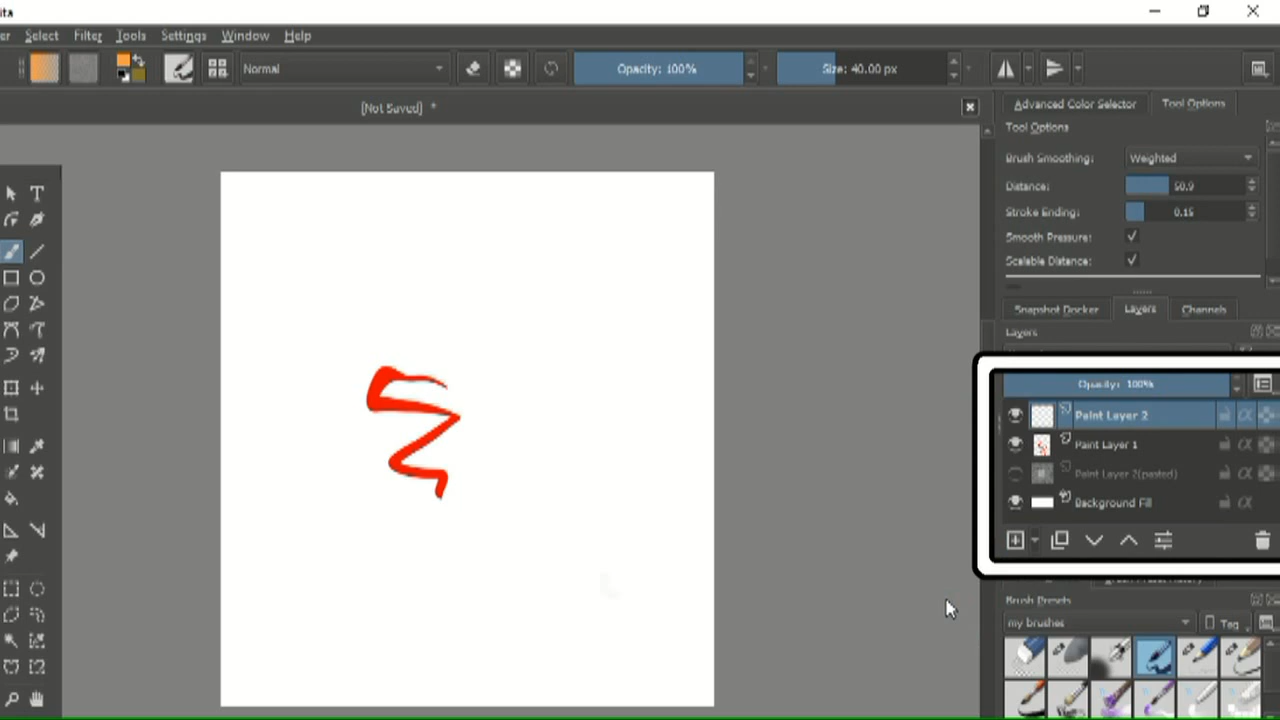 ita
er Select Filter Tools Settings Window Help
Normal
Opacity: 100%
Size: 40.00 px
[Not Saved] *
Advanced Color Selector
Tool Options
Tool Options
Brush Smoothing: Weighted
Distance: 50.9
Stroke Ending: 0.15
Smooth Pressure:
Scalable Distance:
Snapshot Docker Layers Channels
Layers
Opacity: 100%
Paint Layer 2
Paint Layer 1
Paint Layer 2(pasted)
Background Fill
Brush Presets
my brushes
Tag